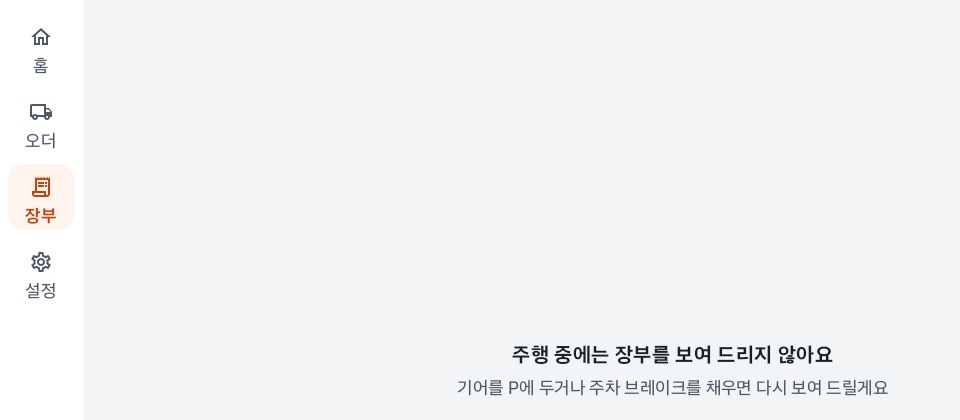 홈
오더
장부
설정
주행 중에는 장부를 보여 드리지 않아요
기어를 P에 두거나 주차 브레이크를 채우면 다시 보여 드릴게요